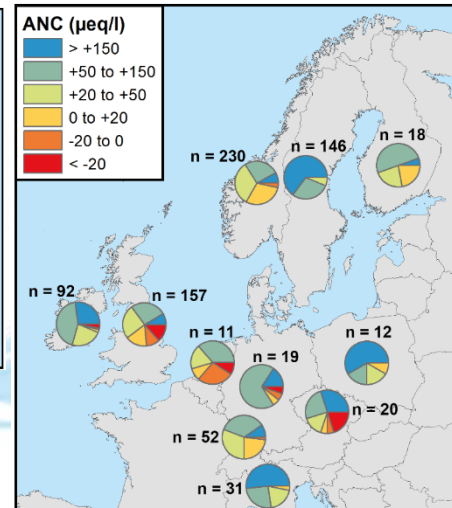 ANC (µeq/l)
> +150
+50 to +150
+20 to +50
0 to +20
-20 to 0
< -20
n = 18
n = 146
n = 230
n = 92
n = 157
n = 11
n = 12
n = 19
n = 20
n = 52
n = 31